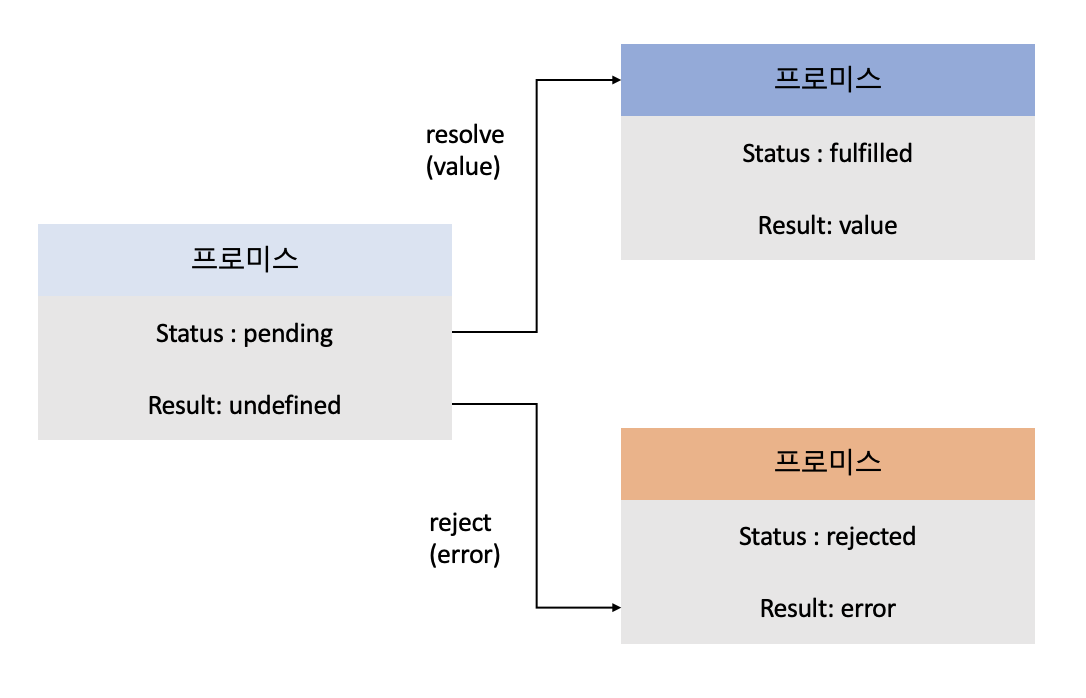 프로미스
Status : pending
Result: undefined
resolve
(value)
프로미스
Status : fulfilled
Result: value
reject
(error)
프로미스
Status : rejected
Result: error